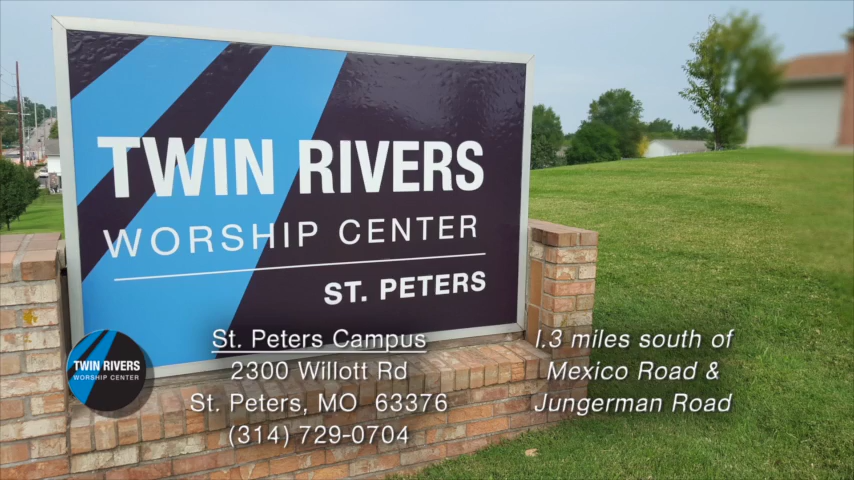 TWIN RIVERS
WORSHIP CENTER
ST. PETERS
TWIN RIVERS
WORSHIP CENTER
St. Peters Campus
2300 Willott Rd
St. Peters, MO 63376
(314) 729-0704
1.3 miles south of
Mexico Road &
Jungerman Road